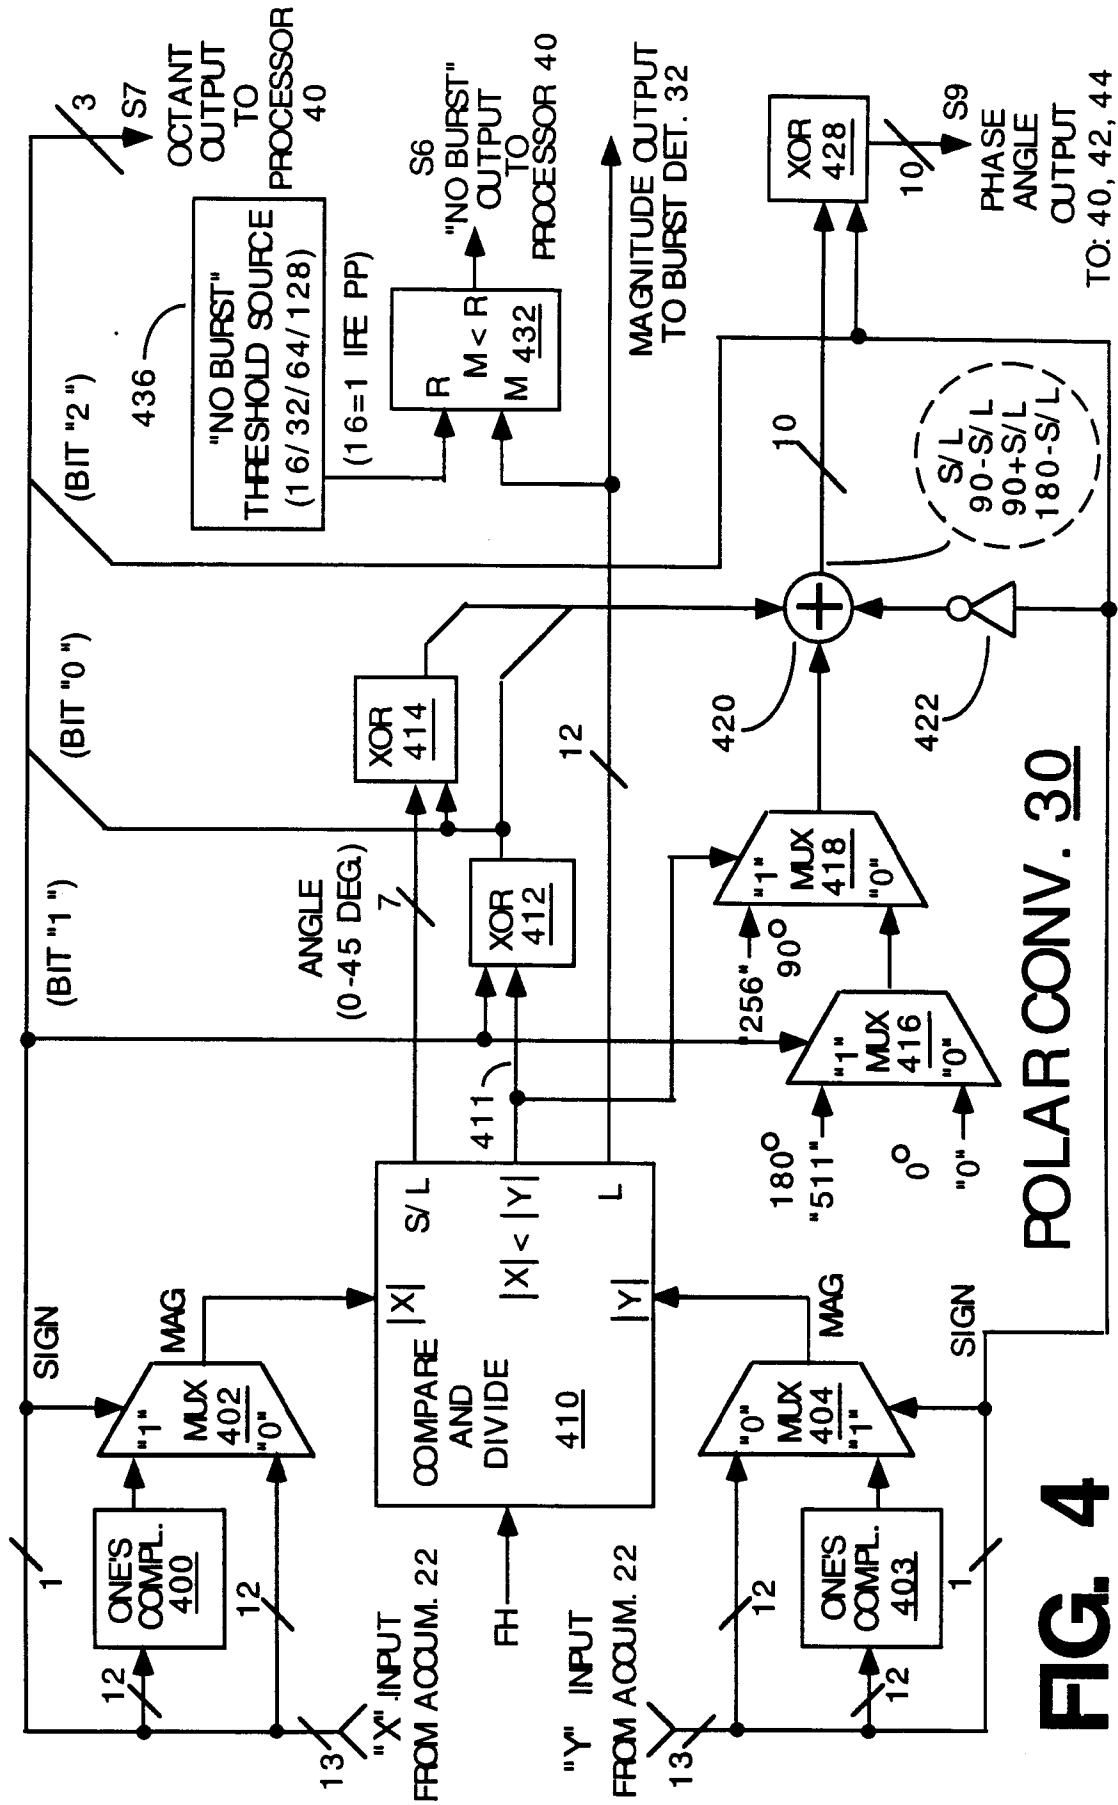 3
S7
OCTANT
OUTPUT
TO
PROCESSOR
40
(BIT "2")
436
"NO BURST"
THRESHOLD SOURCE
(16/32/64/128)
(16=1 IRE PP)
R
M < R
M 432
S6
"NO BURST"
OUTPUT
TO
PROCESSOR 40
MAGNITUDE OUTPUT
TO BURST DET. 32
(BIT "0")
XOR
414
12
(BIT "1")
ANGLE
(0-45 DEG.)
7
XOR
412
411
SIGN
1
ONE'S
COMPL.
400
12
12
"1"
MUX
402
"0"
MAG
13
"X" INPUT
FROM ACCUM. 22
FH
COMPARE
AND
DIVIDE
410
|X|
S/L
|X| < |Y|
|Y|
L
"Y" INPUT
FROM ACCUM. 22
13
12
12
ONE'S
COMPL.
403
1
"0"
MUX
404
"1"
MAG
SIGN
180°
"511"
0°
"0"
"1"
MUX
416
"0"
"256"
90°
"1"
MUX
418
"0"
420
+
422
10
S/L
90-S/L
90+S/L
180-S/L
XOR
428
10
S9
PHASE
ANGLE
OUTPUT
TO: 40, 42, 44
POLAR CONV. 30
FIG. 4